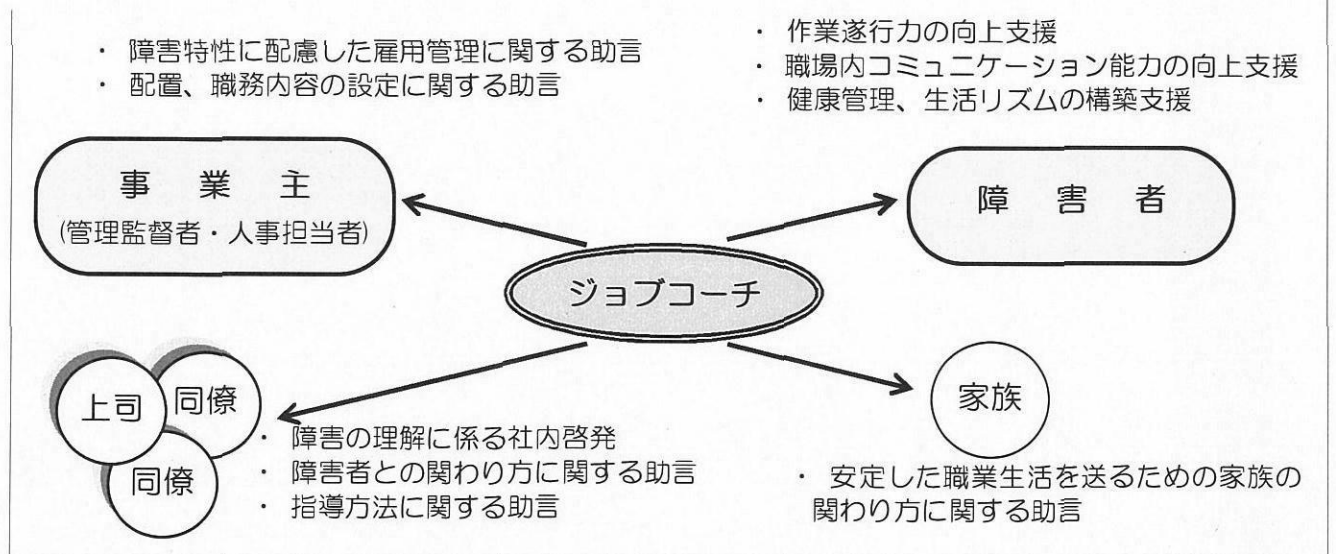 ・ 障害特性に配慮した雇用管理に関する助言
・ 配置、職務内容の設定に関する助言
・ 作業遂行力の向上支援
・ 職場内コミュニケーション能力の向上支援
・ 健康管理、生活リズムの構築支援
事 業 主
(管理監督者・人事担当者)
障 害 者
ジョブコーチ
上司
同僚
同僚
・ 障害の理解に係る社内啓発
・ 障害者との関わり方に関する助言
・ 指導方法に関する助言
家族
・ 安定した職業生活を送るための家族の
関わり方に関する助言